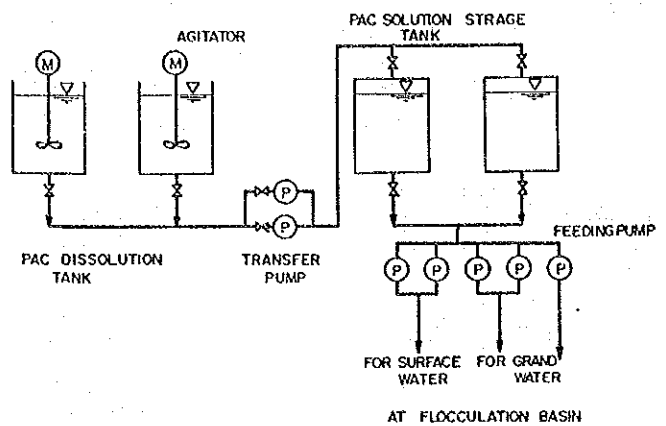 PAC SOLUTION STRAGE
TANK
AGITATOR
M
M
P
P
PAC DISSOLUTION
TANK
TRANSFER
PUMP
FEEDING PUMP
P
P
P
P
P
FOR SURFACE
WATER
FOR GRAND
WATER
AT FLOCCULATION BASIN